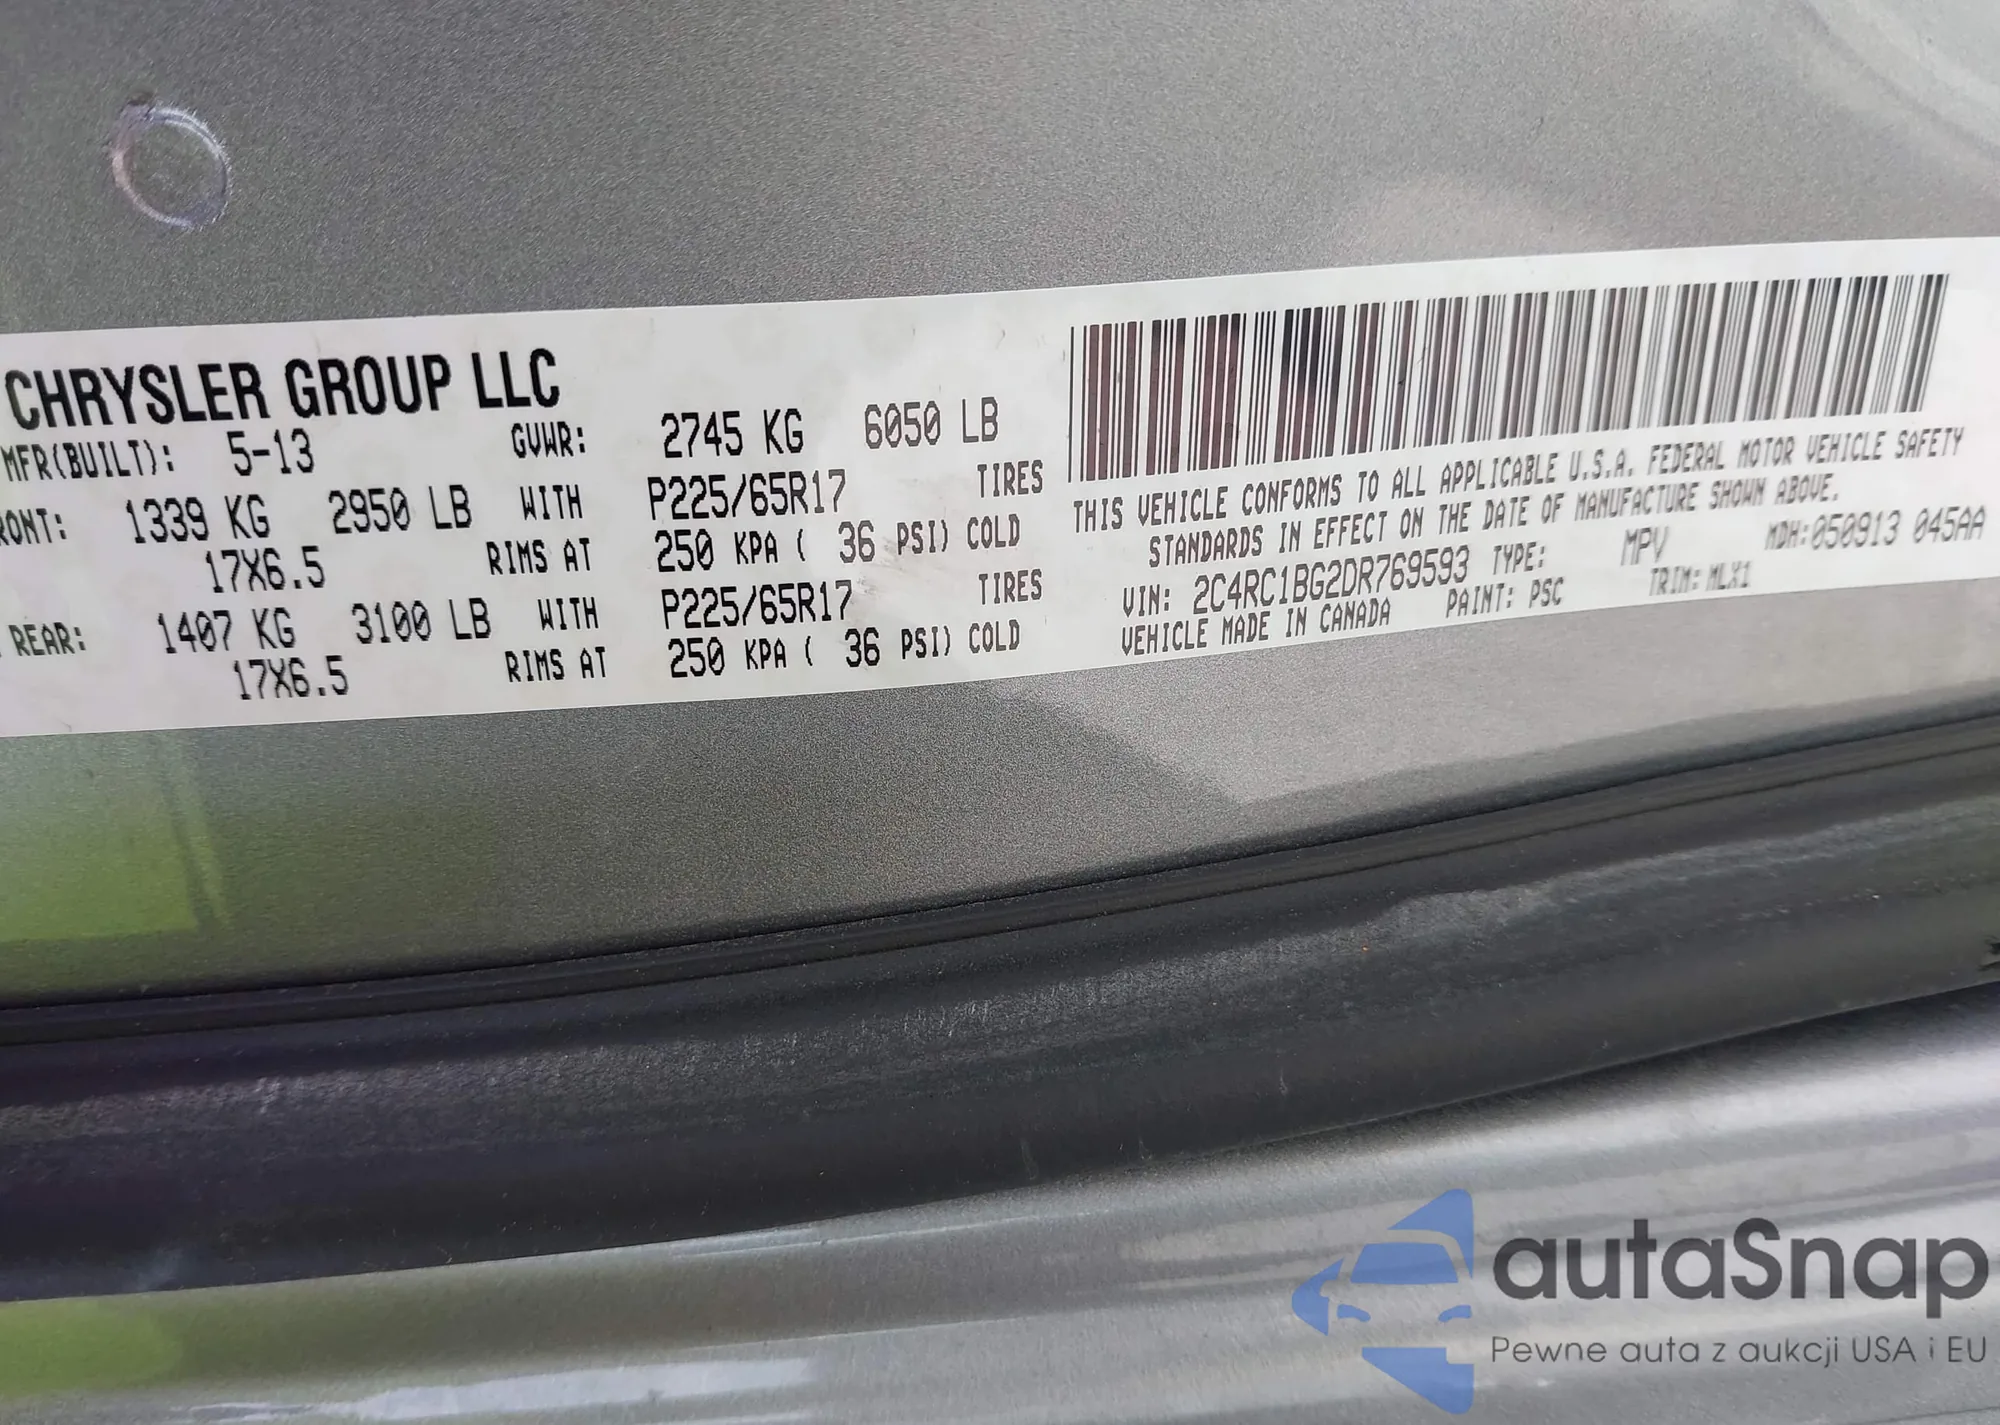 CHRYSLER GROUP LLC
MFR(BUILT): 5-13 GVWR: 2745 KG 6050 LB
RONT: 1339 KG 2950 LB WITH P225/65R17 TIRES
17X6.5 RIMS AT 250 KPA ( 36 PSI) COLD
REAR: 1407 KG 3100 LB WITH P225/65R17 TIRES
17X6.5 RIMS AT 250 KPA ( 36 PSI) COLD
THIS VEHICLE CONFORMS TO ALL APPLICABLE U.S.A. FEDERAL MOTOR VEHICLE SAFETY
STANDARDS IN EFFECT ON THE DATE OF MANUFACTURE SHOWN ABOVE.
VIN: 2C4RC1BG2DR769593 TYPE: MPV MDH:050913 045AA
VEHICLE MADE IN CANADA PAINT: PSC TRIM: MLX1
autaSnap
Pewne auta z aukcji USA i EU